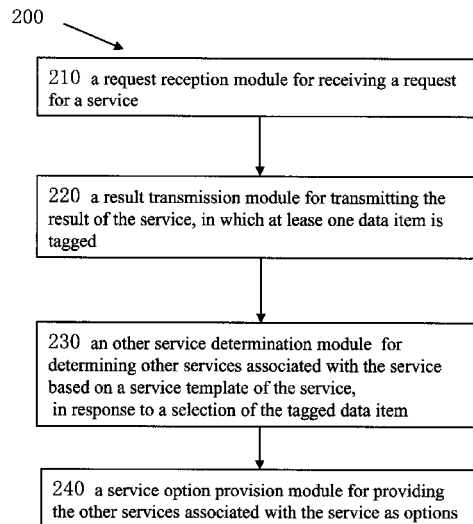 200
210 a request reception module for receiving a request
for a service
220 a result transmission module for transmitting the
result of the service, in which at lease one data item is
tagged
230 an other service determination module for
determining other services associated with the service
based on a service template of the service,
in response to a selection of the tagged data item
240 a service option provision module for providing
the other services associated with the service as options